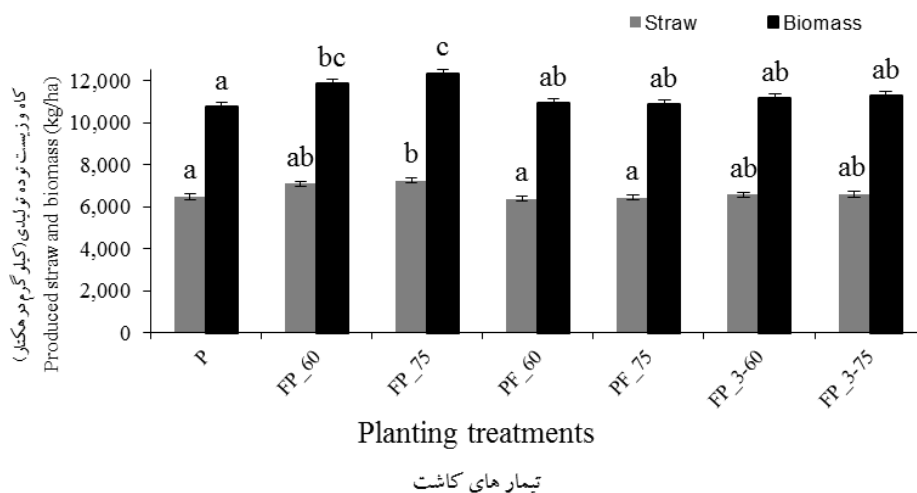 Straw Biomass
a bc c ab ab ab ab
a ab b a a ab ab
12,000
10,000
8,000
6,000
4,000
2,000
0
کاه و زیست توده تولیدی (کیلوگرم در هکتار)
Produced straw and biomass (kg/ha)
P FP_60 FP_75 PF_60 PF_75 FP_3-60 FP_3-75
Planting treatments
تیمار های کاشت